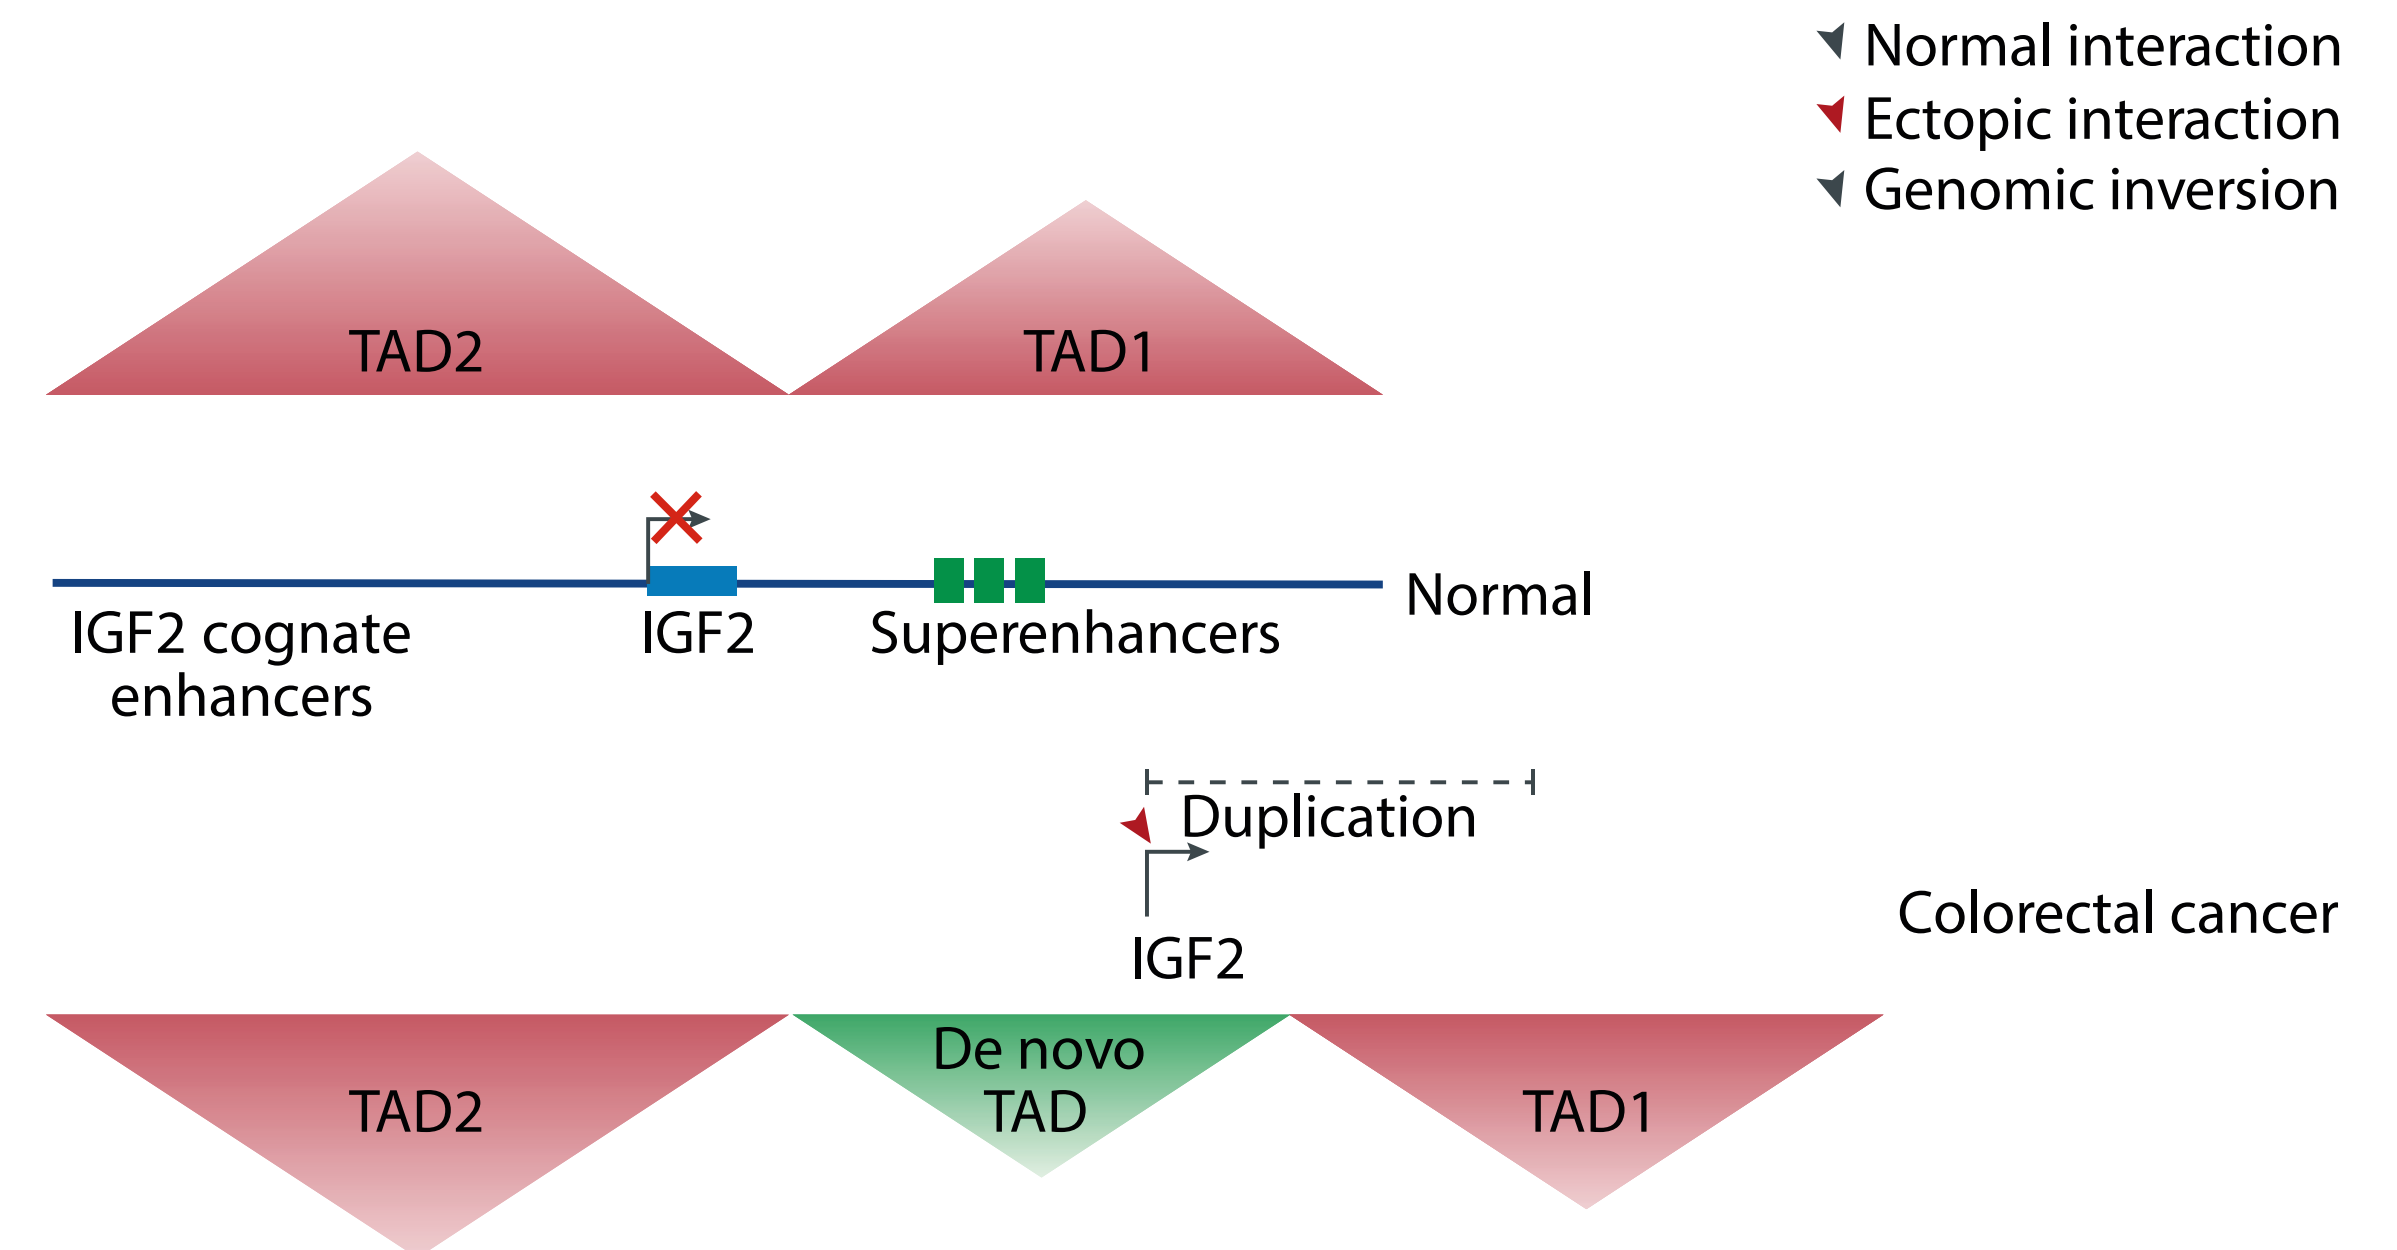 Normal interaction
Ectopic interaction
Genomic inversion
TAD2
TAD1
IGF2 cognate
enhancers
IGF2
Superenhancers
Normal
Duplication
IGF2
Colorectal cancer
TAD2
De novo
TAD
TAD1